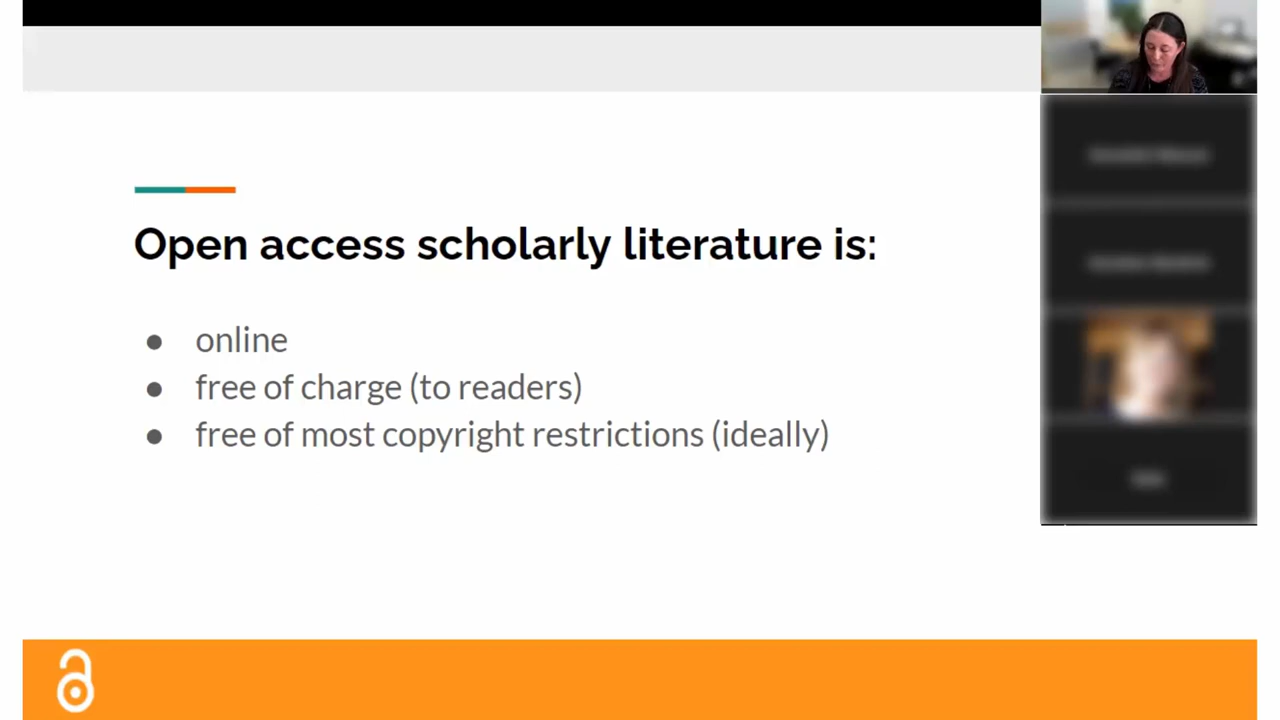 Open access scholarly literature is:
● online
● free of charge (to readers)
● free of most copyright restrictions (ideally)